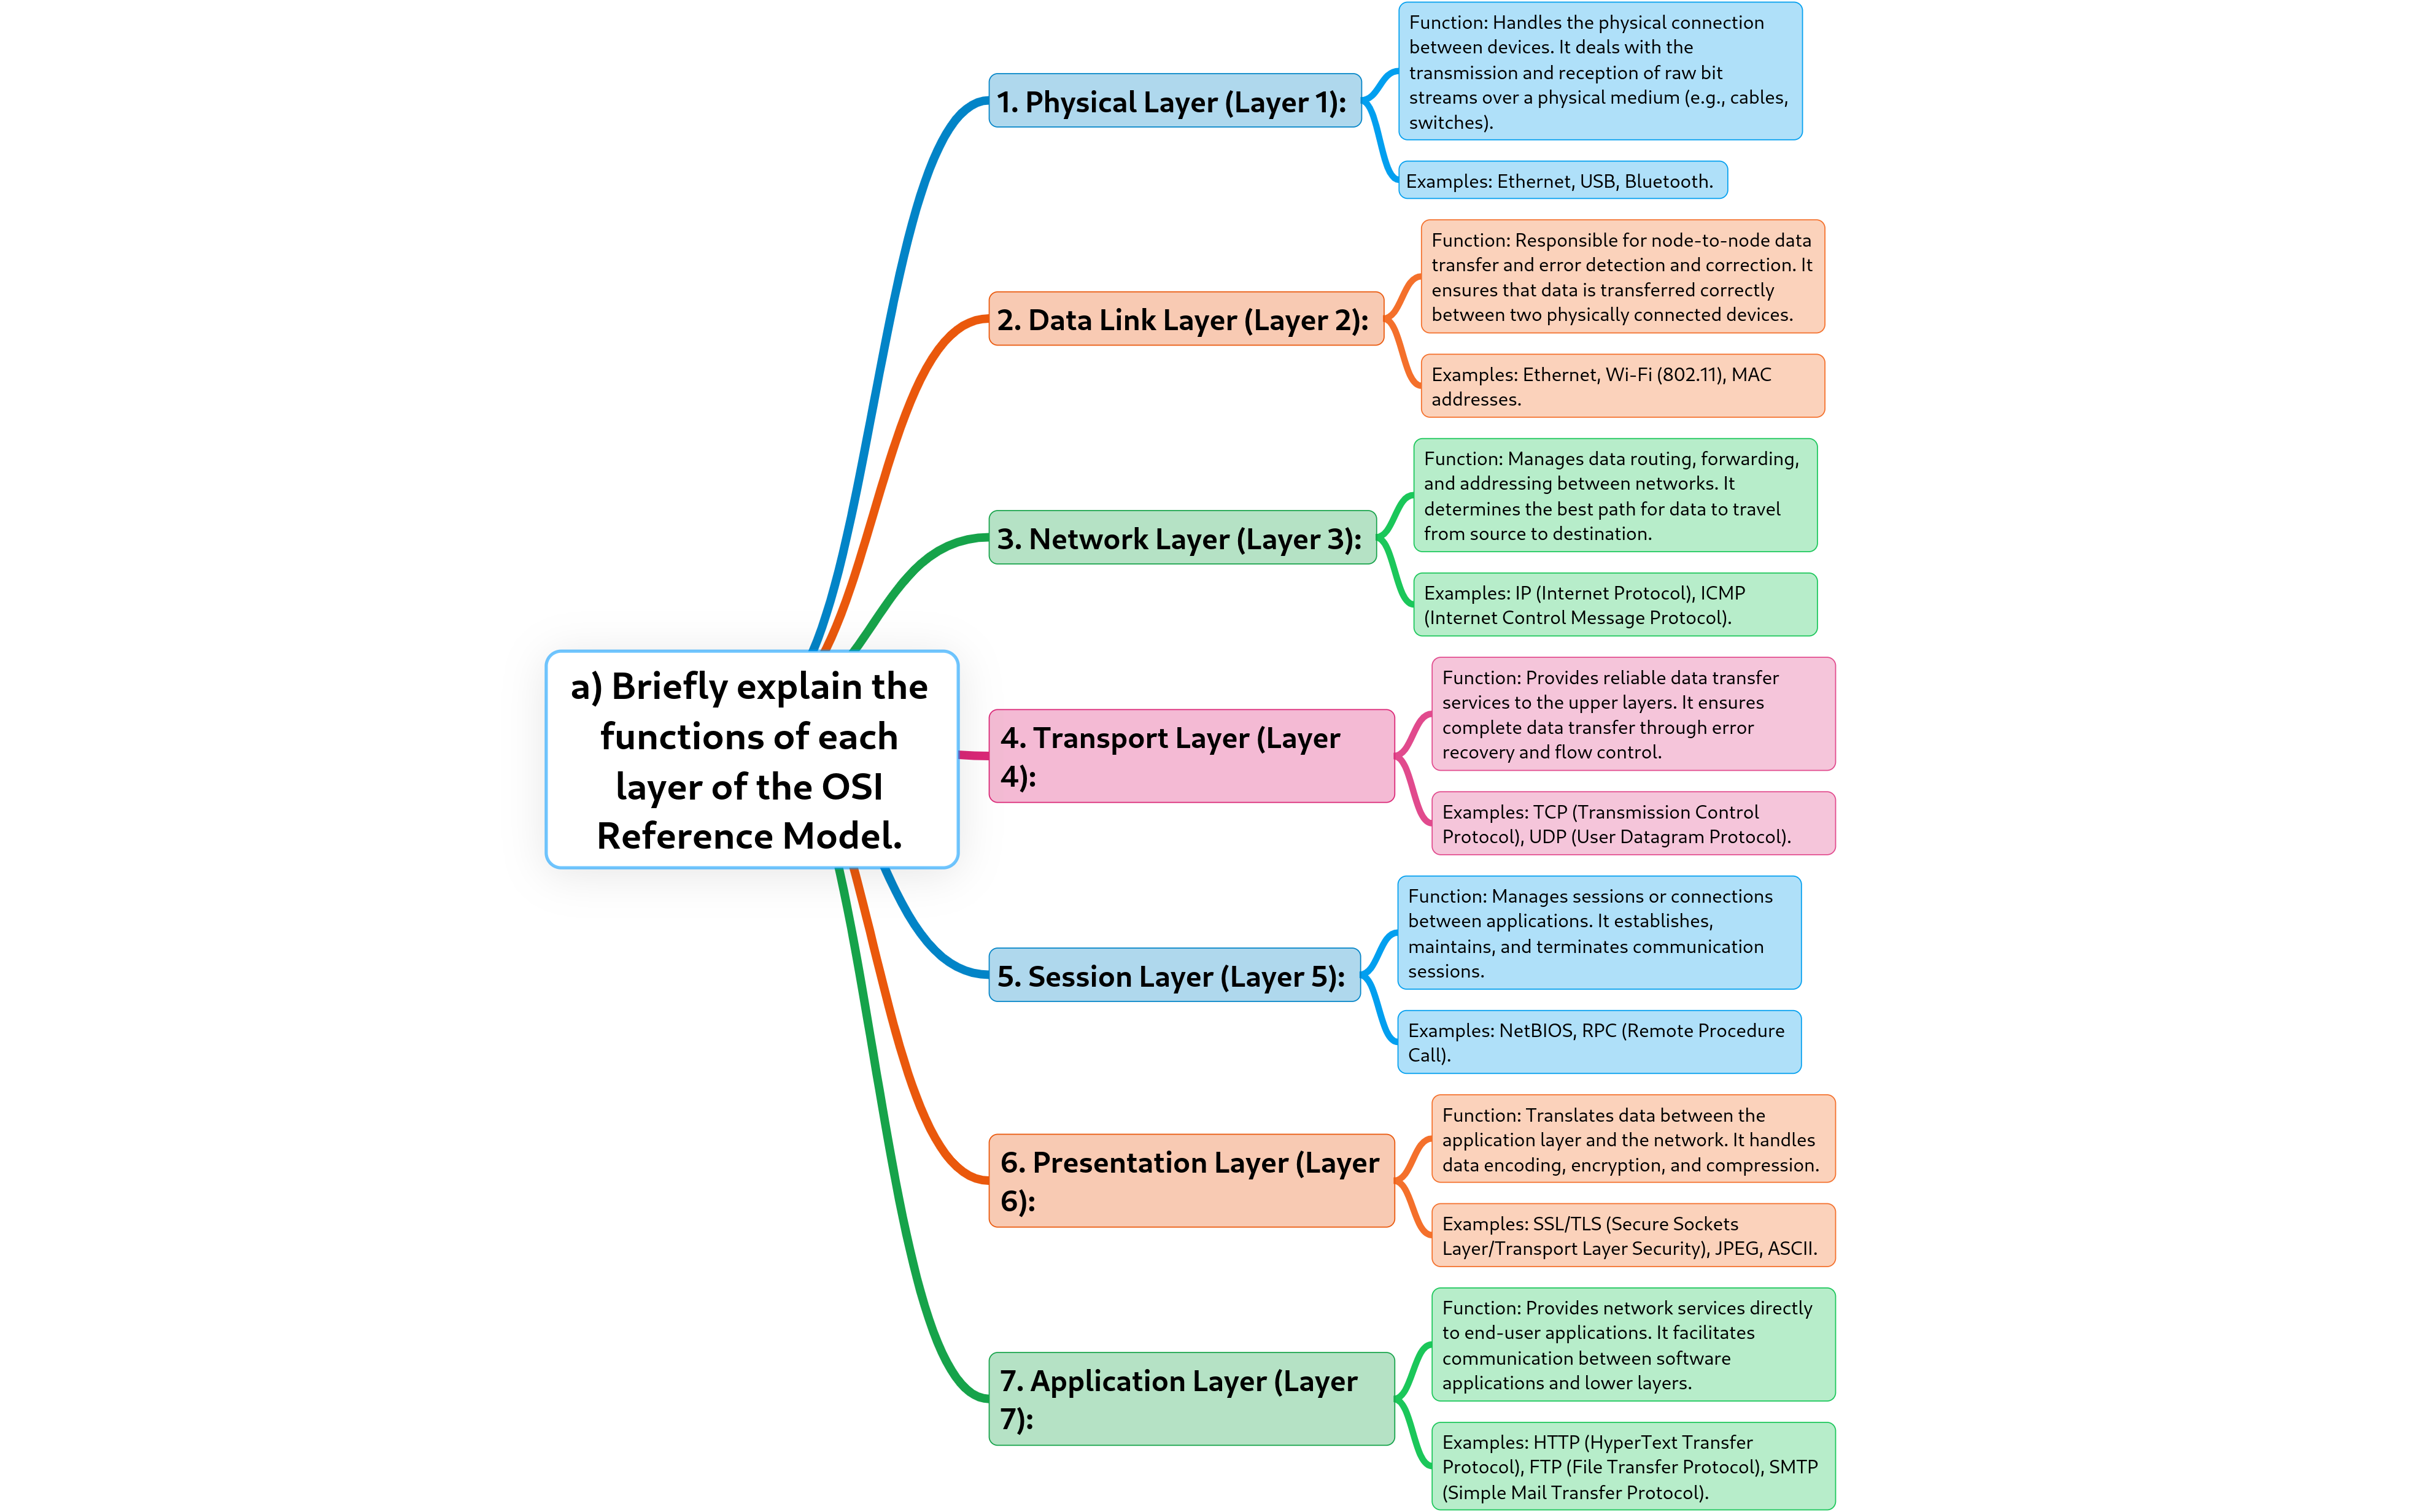 a) Briefly explain the
functions of each
layer of the OSI
Reference Model.
1. Physical Layer (Layer 1):
Function: Handles the physical connection
between devices. It deals with the
transmission and reception of raw bit
streams over a physical medium (e.g., cables,
switches).
Examples: Ethernet, USB, Bluetooth.
2. Data Link Layer (Layer 2):
Function: Responsible for node-to-node data
transfer and error detection and correction. It
ensures that data is transferred correctly
between two physically connected devices.
Examples: Ethernet, Wi-Fi (802.11), MAC
addresses.
3. Network Layer (Layer 3):
Function: Manages data routing, forwarding,
and addressing between networks. It
determines the best path for data to travel
from source to destination.
Examples: IP (Internet Protocol), ICMP
(Internet Control Message Protocol).
4. Transport Layer (Layer
4):
Function: Provides reliable data transfer
services to the upper layers. It ensures
complete data transfer through error
recovery and flow control.
Examples: TCP (Transmission Control
Protocol), UDP (User Datagram Protocol).
5. Session Layer (Layer 5):
Function: Manages sessions or connections
between applications. It establishes,
maintains, and terminates communication
sessions.
Examples: NetBIOS, RPC (Remote Procedure
Call).
6. Presentation Layer (Layer
6):
Function: Translates data between the
application layer and the network. It handles
data encoding, encryption, and compression.
Examples: SSL/TLS (Secure Sockets
Layer/Transport Layer Security), JPEG, ASCII.
7. Application Layer (Layer
7):
Function: Provides network services directly
to end-user applications. It facilitates
communication between software
applications and lower layers.
Examples: HTTP (HyperText Transfer
Protocol), FTP (File Transfer Protocol), SMTP
(Simple Mail Transfer Protocol).